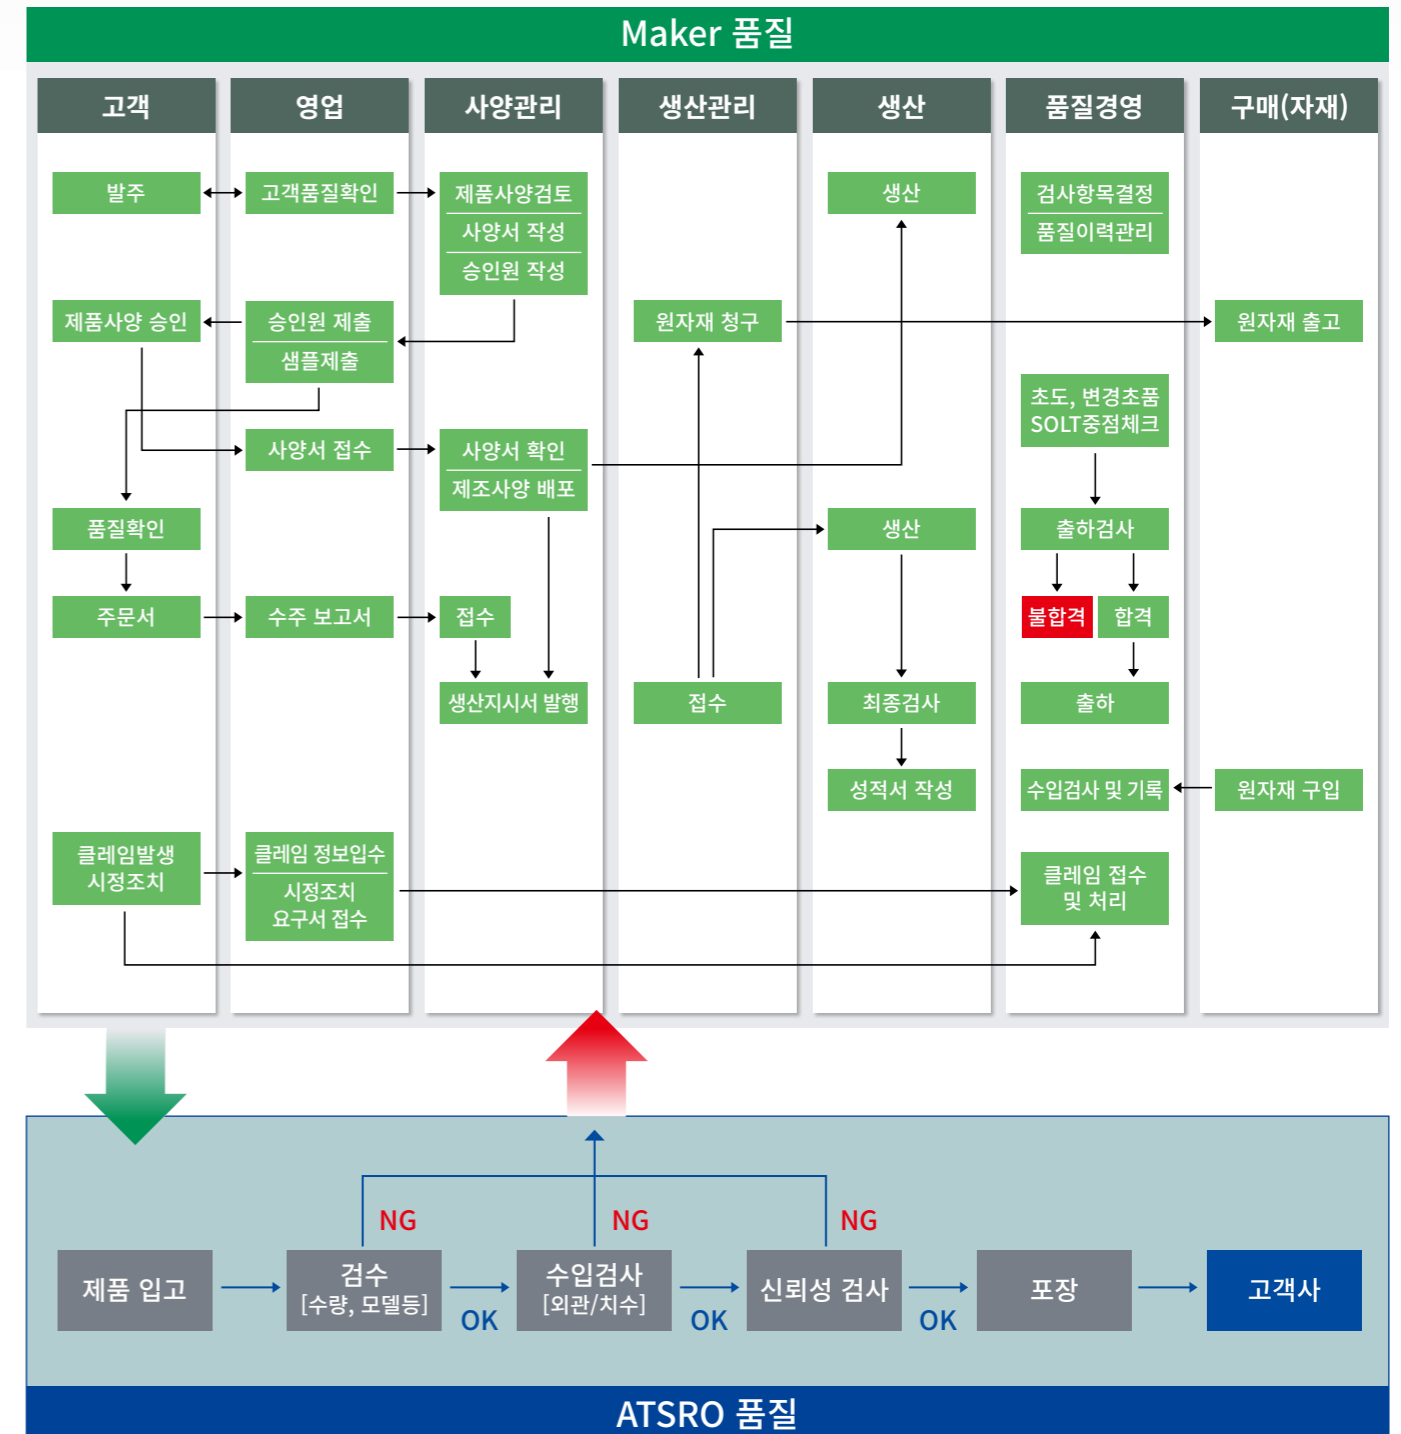 Maker 품질
고객
영업
사양관리
생산관리
생산
품질경영
구매(자재)
발주
고객품질확인
제품사양검토
사양서 작성
승인원 작성
생산
검사항목결정
품질이력관리
제품사양 승인
승인원 제출
샘플제출
원자재 청구
원자재 출고
초도, 변경초품
SOLT중점체크
사양서 접수
사양서 확인
제조사양 배포
품질확인
생산
출하검사
주문서
수주 보고서
접수
불합격
합격
생산지시서 발행
접수
최종검사
출하
성적서 작성
수입검사 및 기록
원자재 구입
클레임발생
시정조치
클레임 정보입수
시정조치
요구서 접수
클레임 접수
및 처리
NG
NG
NG
제품 입고
검수
[수량, 모델등]
OK
수입검사
[외관/치수]
OK
신뢰성 검사
OK
포장
고객사
ATSRO 품질